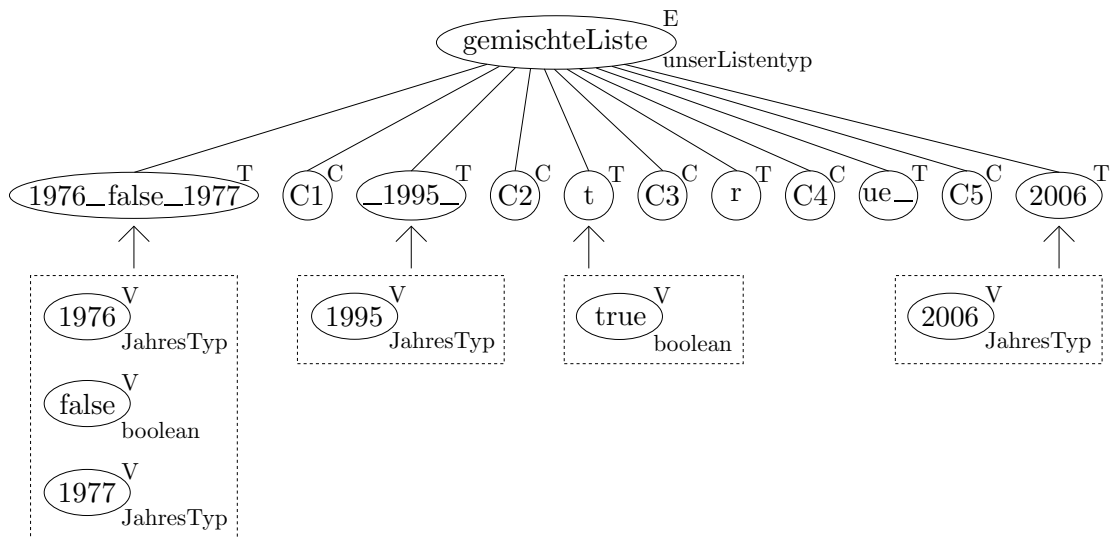 gemischteListe E
unserListentyp
1976_false_1977 T C1 C _1995_ T C2 C t T C3 C r T C4 C ue_ T C5 C 2006 T
1976 V JahresTyp
1995 V JahresTyp
true V boolean
2006 V JahresTyp
false V boolean
1977 V JahresTyp